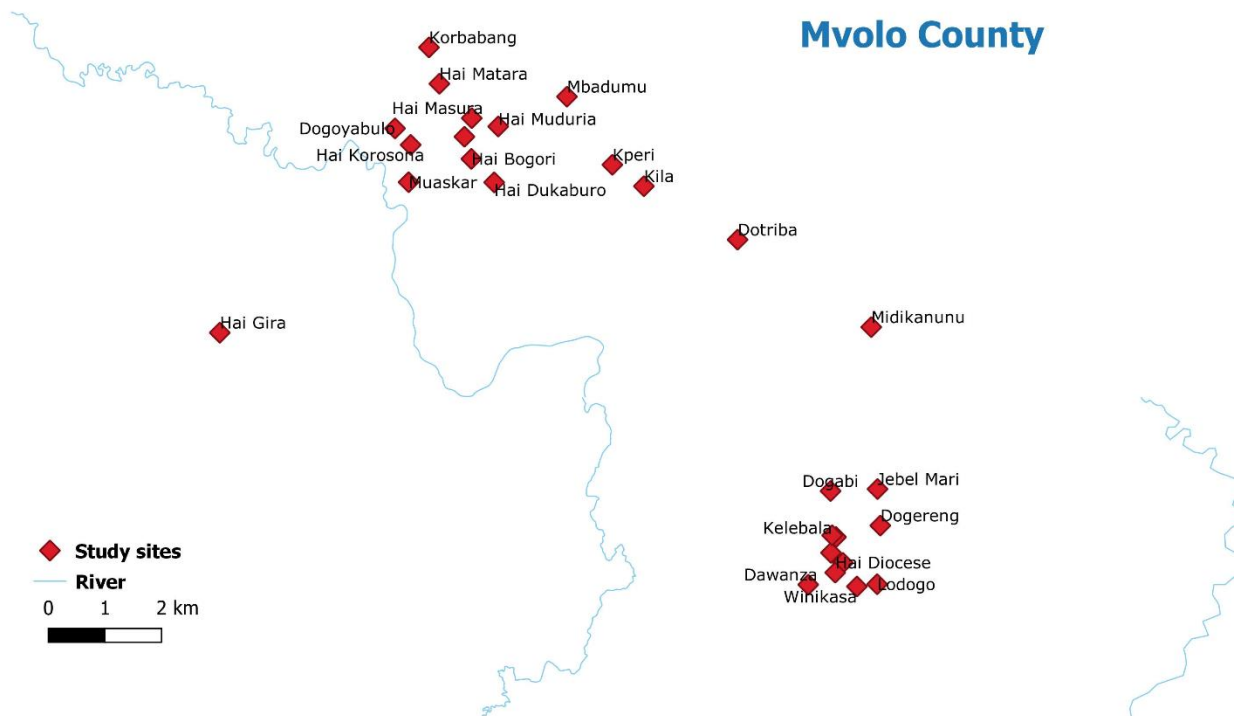 Mvolo County
Korbabang
Hai Matara
Mbadumu
Hai Masura
Hai Muduria
Dogoyabulo
Hai Korosona
Hai Bogori
Kperi
Muaskar
Hai Dukaburo
Kila
Dotriba
Hai Gira
Midikanunu
Dogabi
Jebel Mari
Kelebala
Dogereng
Hai Diocese
Dawanza
Winikasa
Lodogo
Study sites
River
0 1 2 km